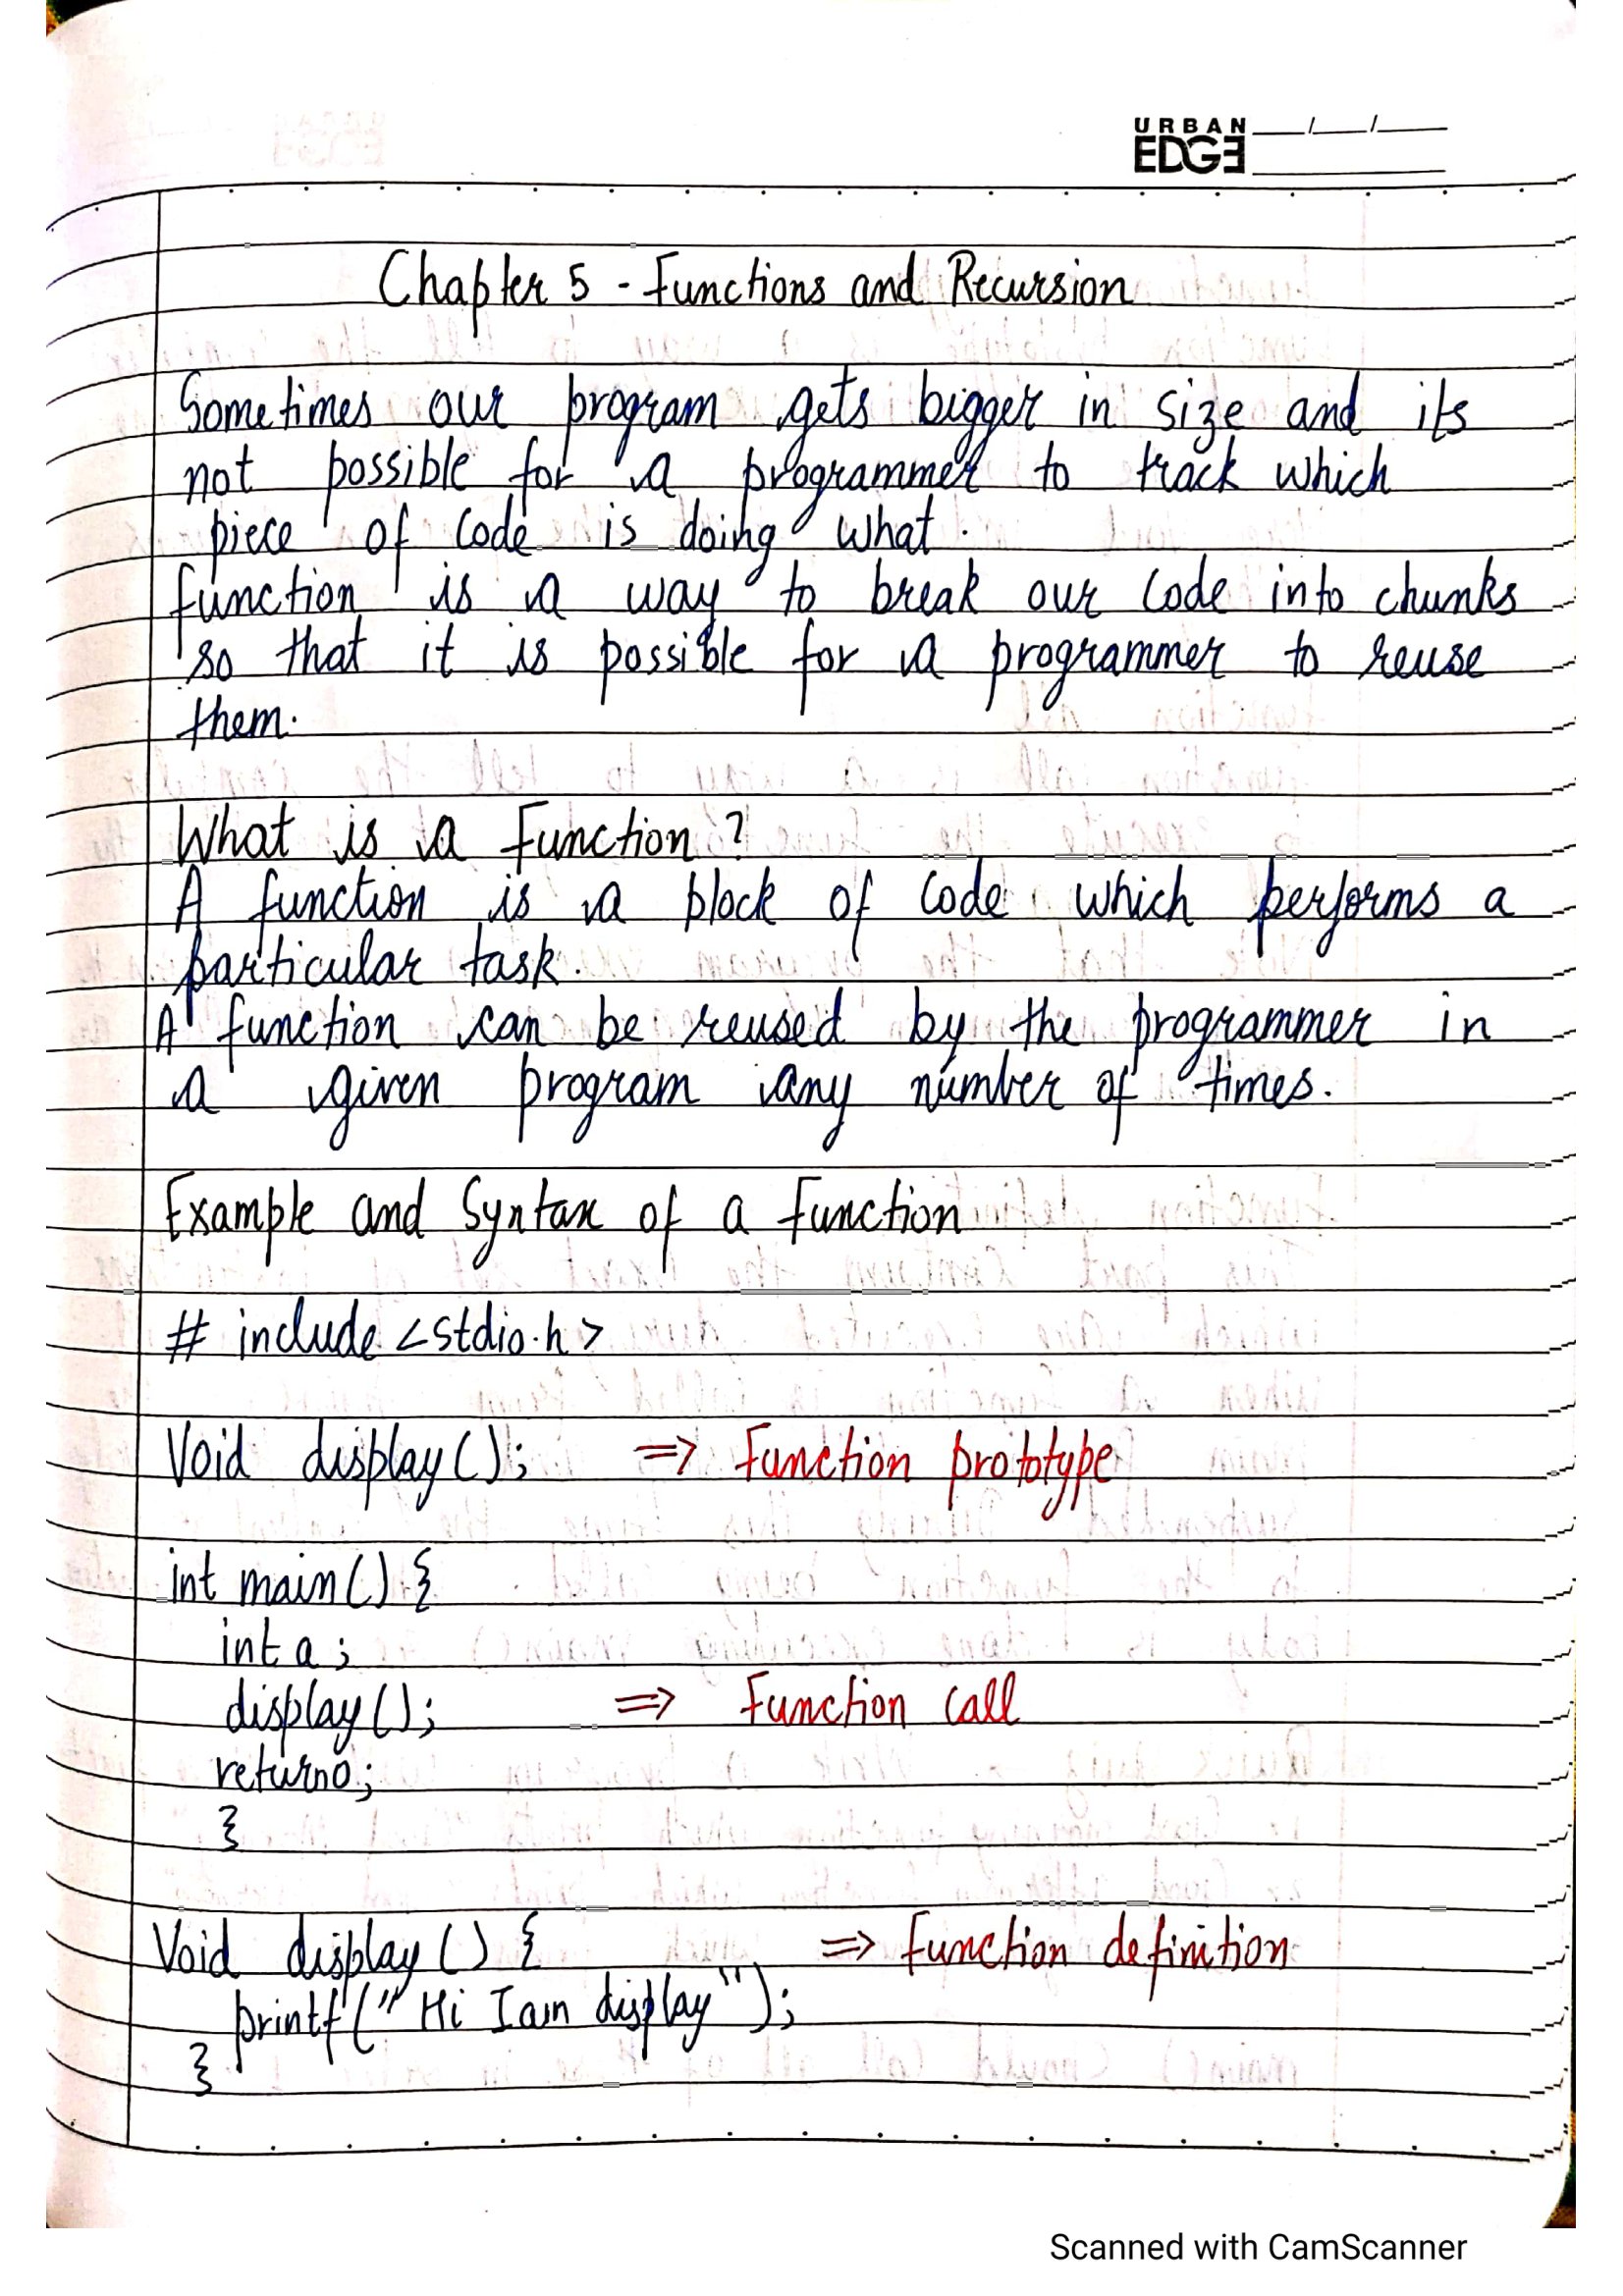 URBAN
EDGE
Chapter 5 - Functions and Recursion
Sometimes our program gets bigger in size and its
not possible for a programmer to track which
piece of code is doing what.
function is a way to break our code into chunks
so that it is possible for a programmer to reuse
them.
What is a Function ?
A function is a block of code which performs a
particular task.
A function can be reused by the programmer in
a given program any number of times.
Example and Syntax of a Function
# include <stdio.h>
Void display(); => Function prototype
int main() {
int a;
display(); => Function call
return0;
}
Void display () { => Function definition
printf(" Hi I am display");
}
Scanned with CamScanner